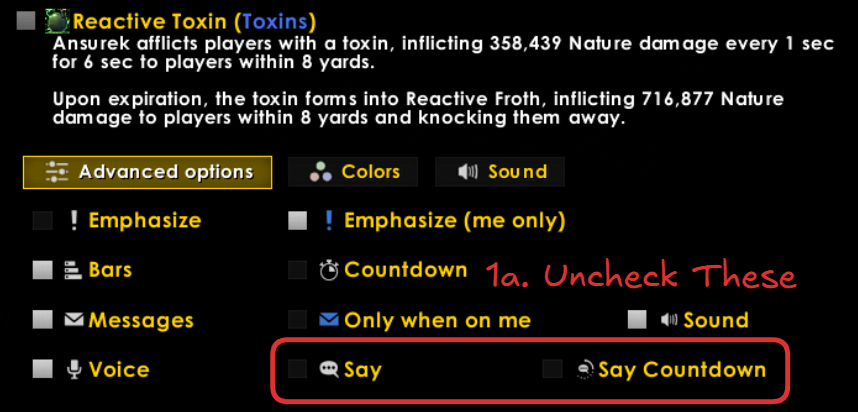 Reactive Toxin (Toxins)
Ansurek afflicts players with a toxin, inflicting 358,439 Nature damage every 1 sec
for 6 sec to players within 8 yards.
Upon expiration, the toxin forms into Reactive Froth, inflicting 716,877 Nature
damage to players within 8 yards and knocking them away.
Advanced options Colors Sound
Emphasize Emphasize (me only)
Bars Countdown 1a. Uncheck These
Messages Only when on me Sound
Voice Say Say Countdown